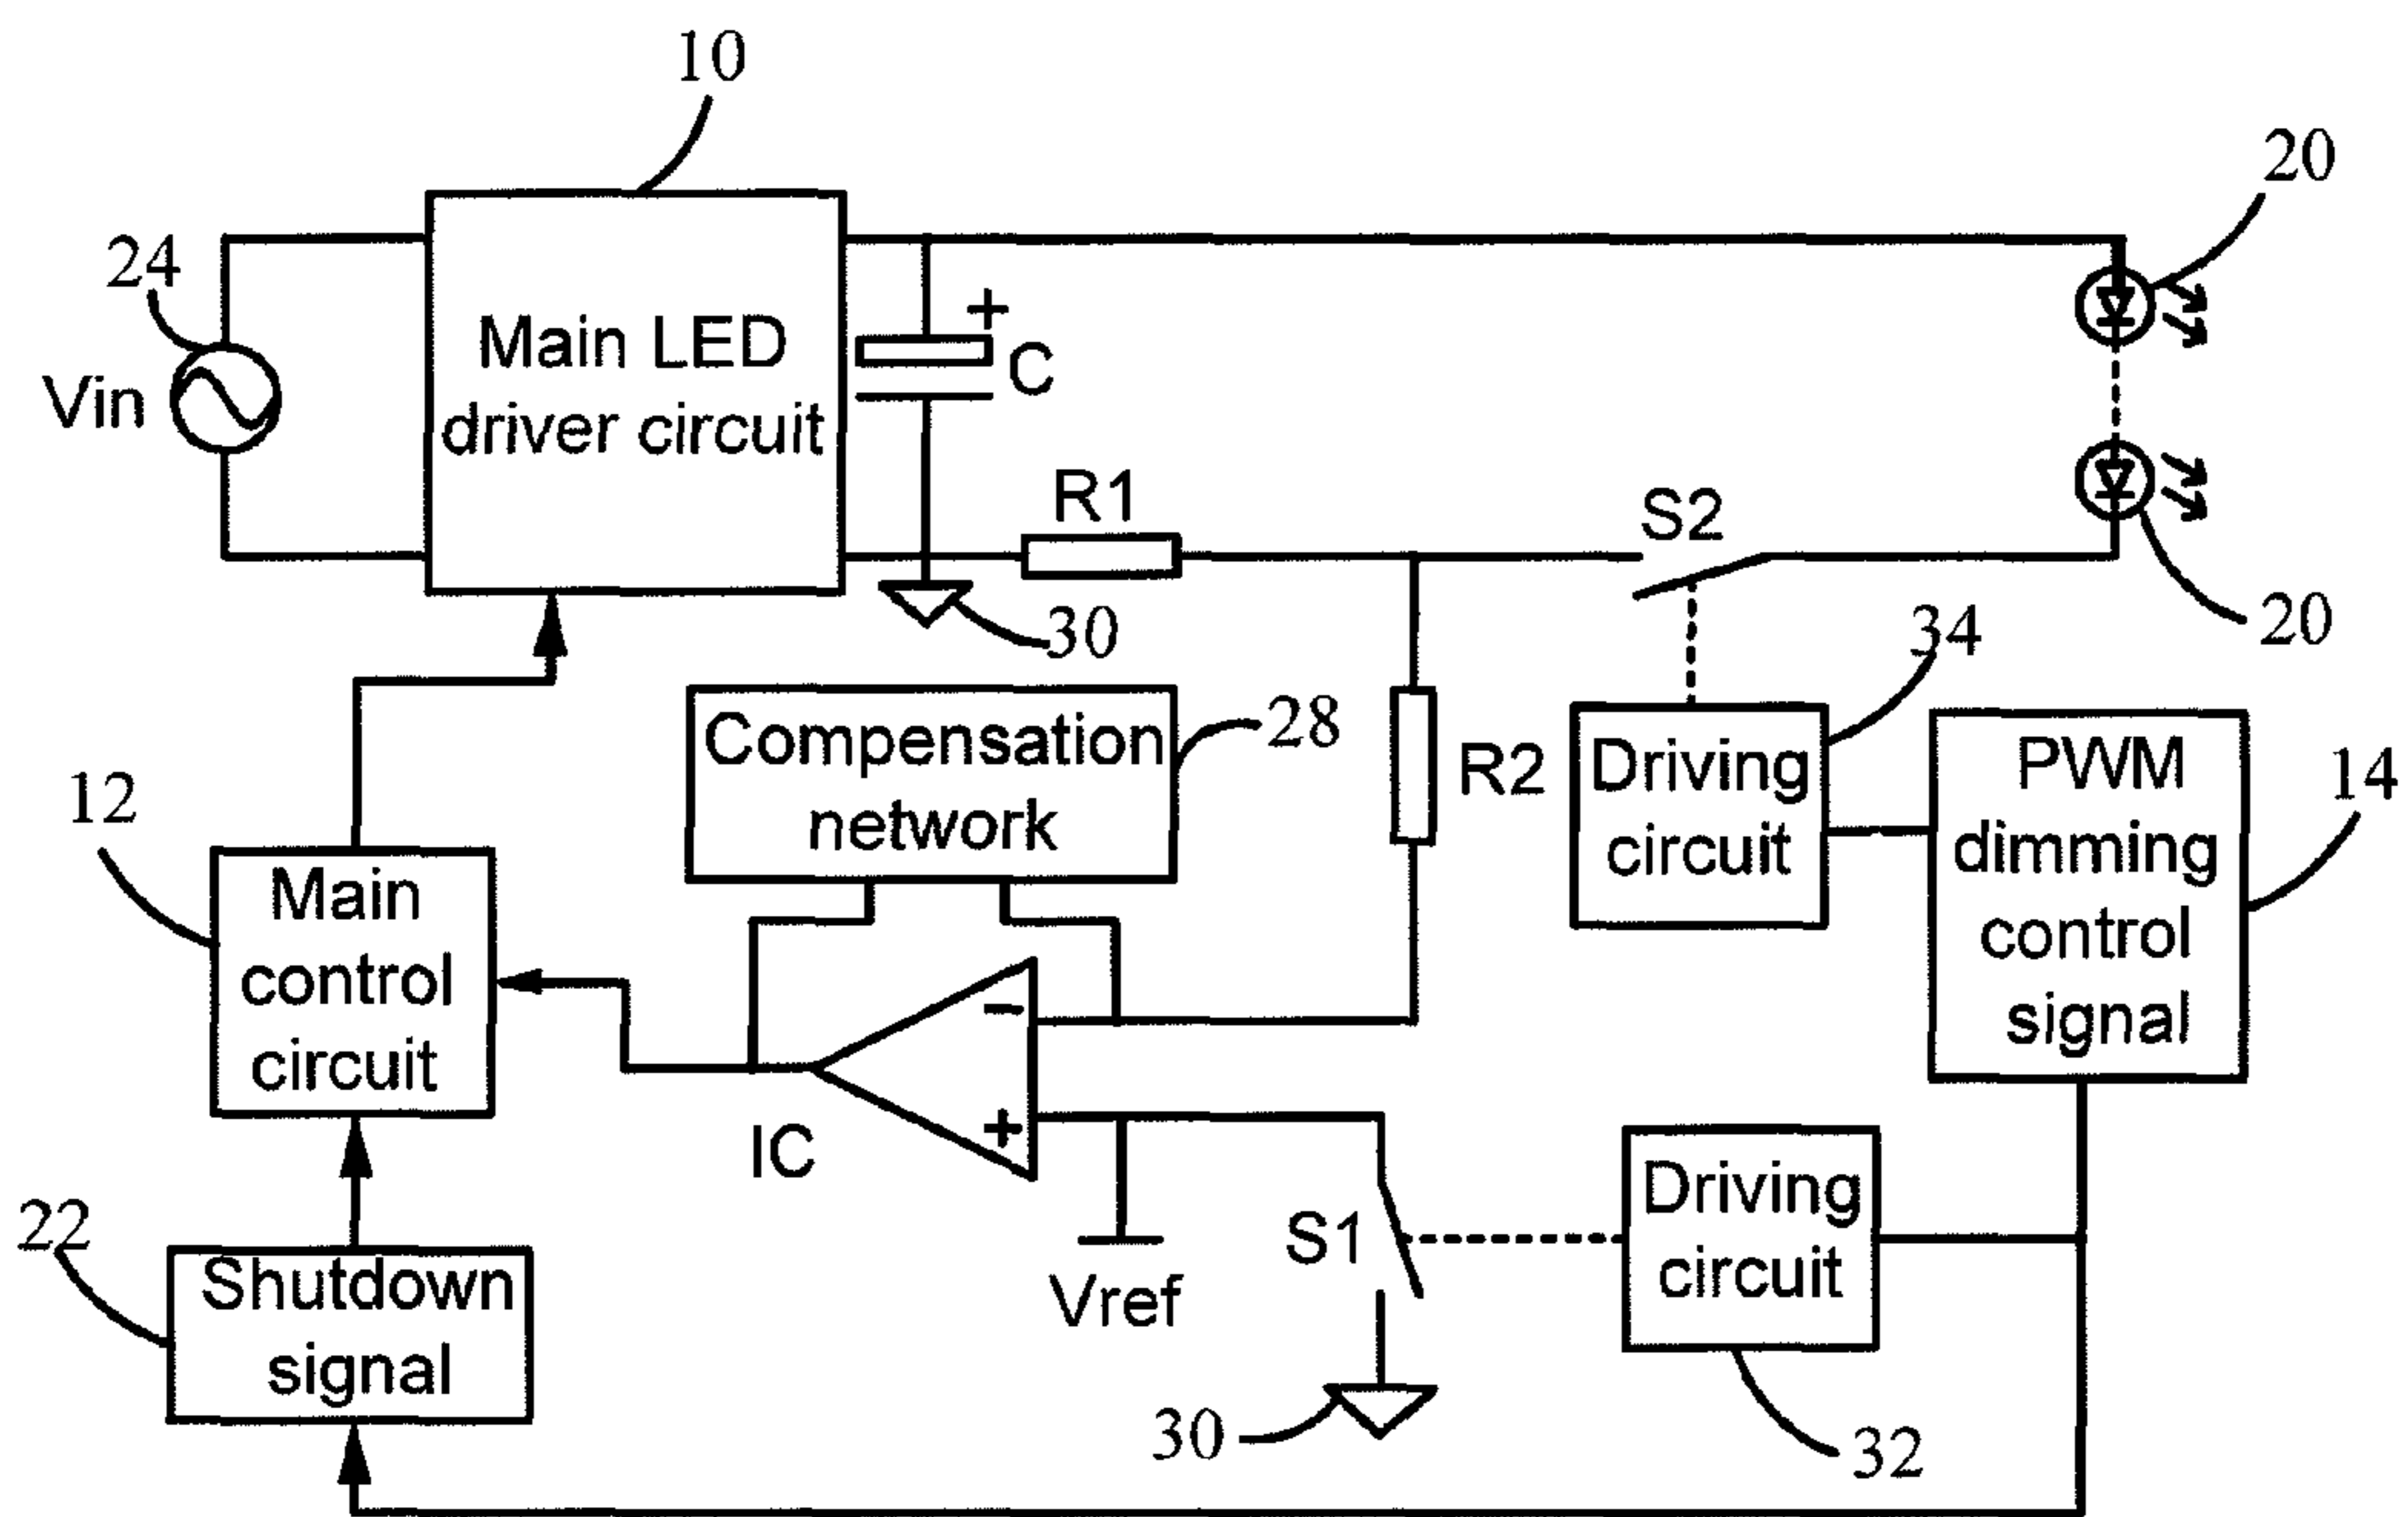 10
20
24
Vin
Main LED
driver circuit
+
C
R1
S2
30
20
34
Compensation
network
28
R2
Driving
circuit
PWM
dimming
control
signal
14
12
Main
control
circuit
−
+
IC
Vref
S1
Driving
circuit
22
Shutdown
signal
30
32